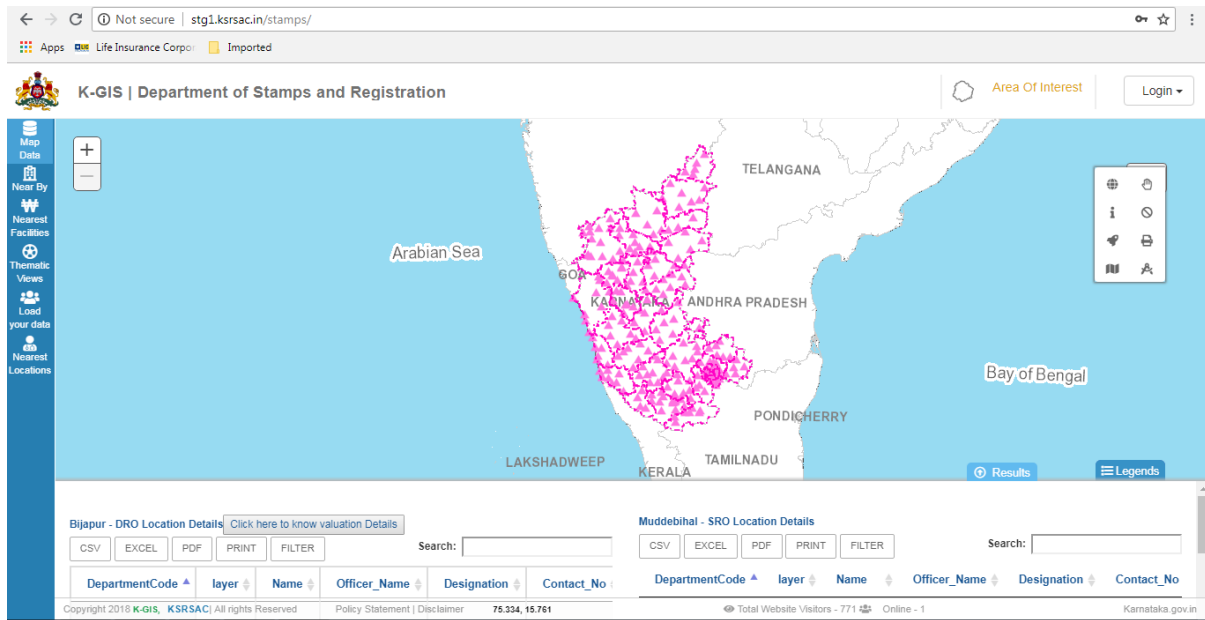 Not secure | stg1.ksrsac.in/stamps/
Apps Life Insurance Corpor Imported
K-GIS | Department of Stamps and Registration
Area Of Interest
Login
Map
Data
Near By
Nearest
Facilities
Thematic
Views
Load
your data
Nearest
Locations
+
−
TELANGANA
Arabian Sea
GOA
KARNATAKA
ANDHRA PRADESH
Bay of Bengal
PONDICHERRY
LAKSHADWEEP
KERALA
TAMILNADU
Results
Legends
Bijapur - DRO Location Details Click here to know valuation Details
CSV EXCEL PDF PRINT FILTER Search:
DepartmentCode layer Name Officer_Name Designation Contact_No
Muddebihal - SRO Location Details
CSV EXCEL PDF PRINT FILTER Search:
DepartmentCode layer Name Officer_Name Designation Contact_No
Copyright 2018 K-GIS, KSRSAC| All rights Reserved Policy Statement | Disclaimer 75.334, 15.761 Total Website Visitors - 771 Online - 1 Karnataka.gov.in